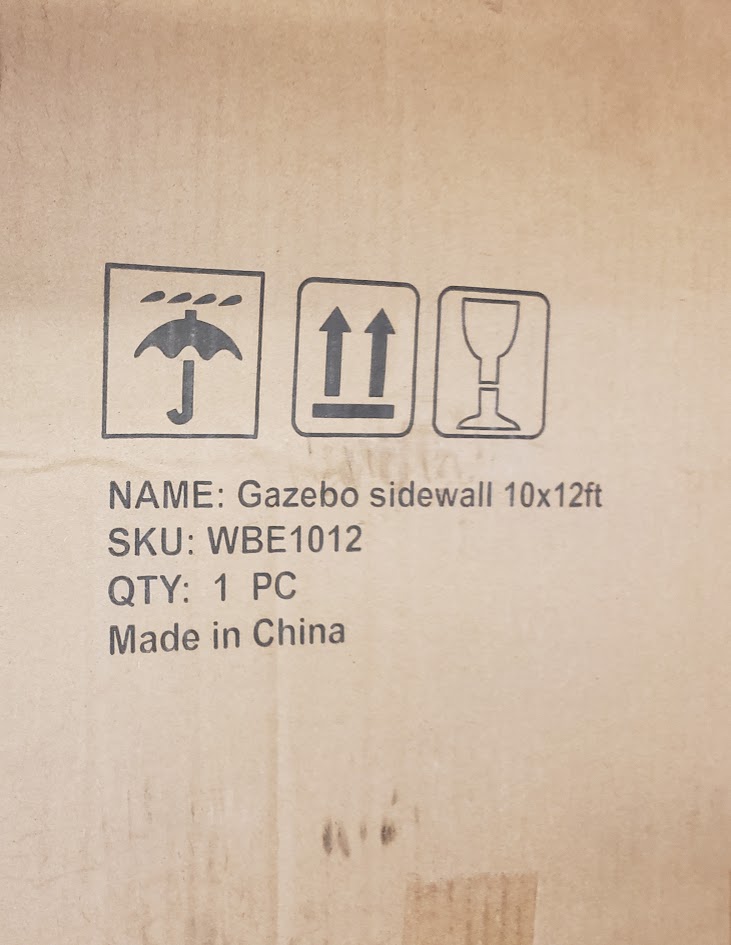 NAME: Gazebo sidewall 10x12ft
SKU: WBE1012
QTY: 1 PC
Made in China